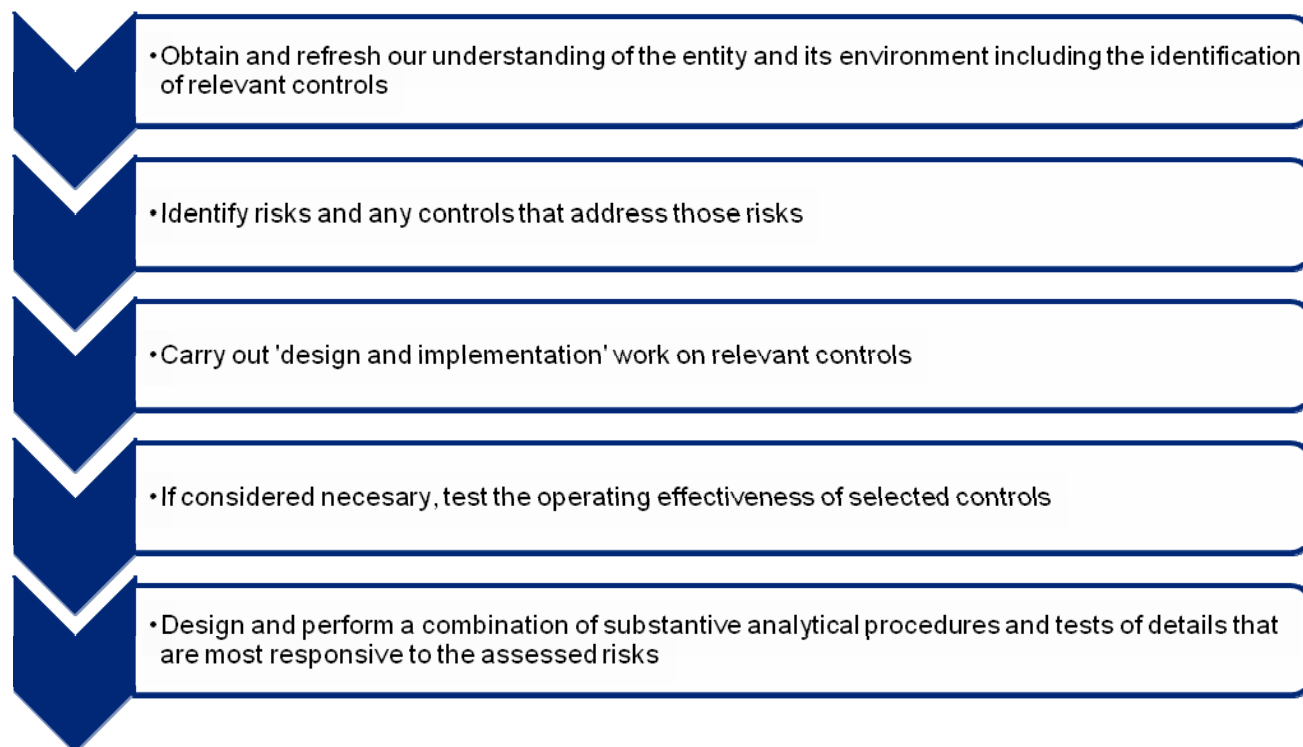 •Obtain and refresh our understanding of the entity and its environment including the identification
of relevant controls
•Identify risks and any controls that address those risks
•Carry out 'design and implementation' work on relevant controls
•If considered necesary, test the operating effectiveness of selected controls
•Design and perform a combination of substantive analytical procedures and tests of details that
are most responsive to the assessed risks